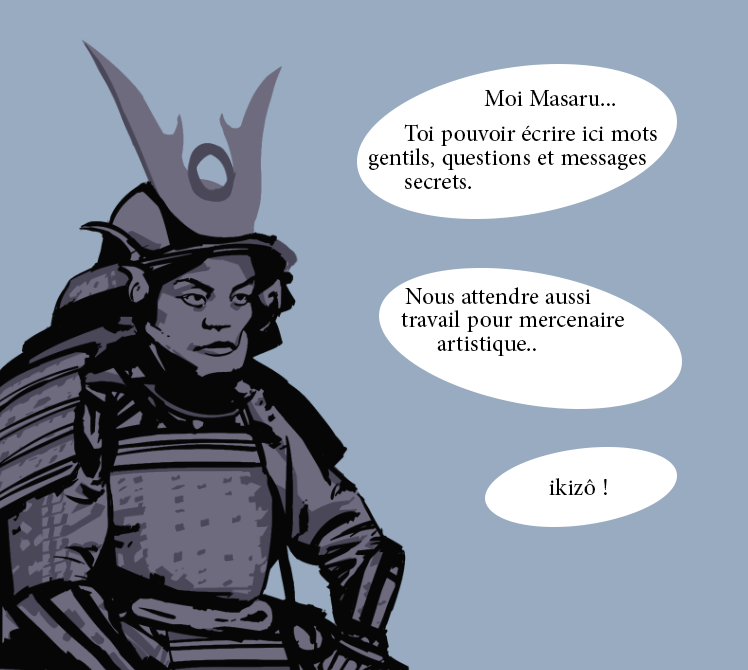 Moi Masaru...
Toi pouvoir écrire ici mots
gentils, questions et messages
secrets.
Nous attendre aussi
travail pour mercenaire
artistique..
ikizô !